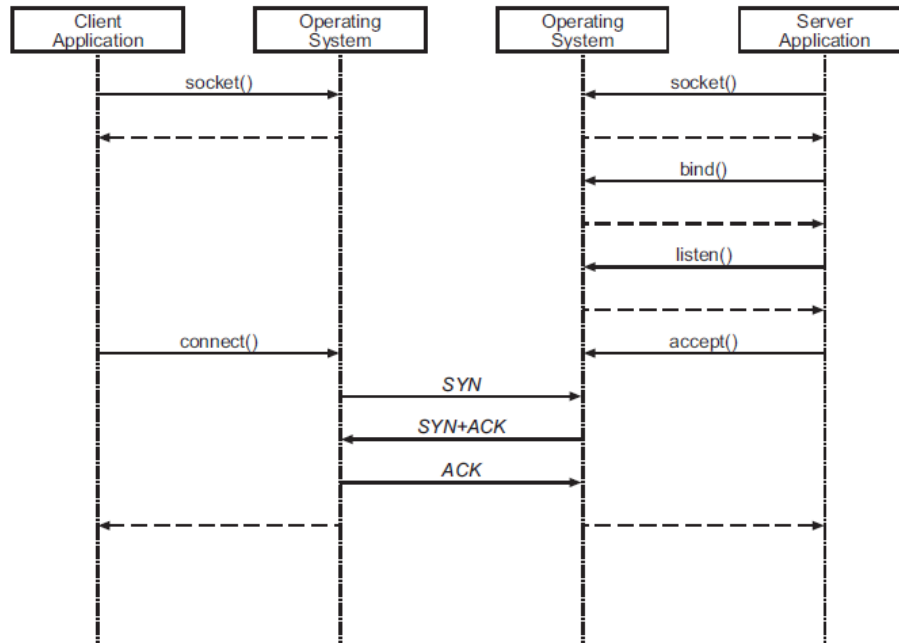 Client
Application
Operating
System
Operating
System
Server
Application
socket()
socket()
bind()
listen()
connect()
accept()
SYN
SYN+ACK
ACK